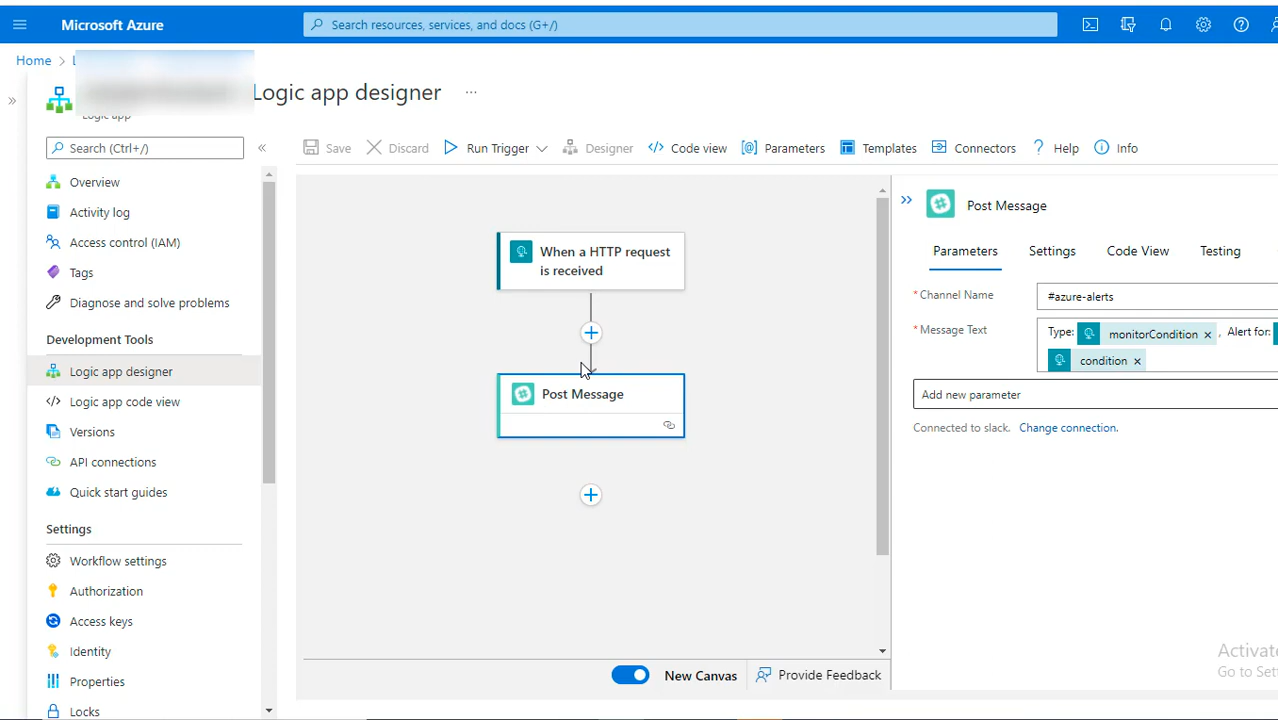 Microsoft Azure
Search resources, services, and docs (G+/)
Home >
Logic app designer ...
Logic app
Search (Ctrl+/)
«
Save
Discard
Run Trigger
Designer
Code view
Parameters
Templates
Connectors
Help
Info
Overview
Activity log
Access control (IAM)
Tags
Diagnose and solve problems
Development Tools
Logic app designer
Logic app code view
Versions
API connections
Quick start guides
Settings
Workflow settings
Authorization
Access keys
Identity
Properties
Locks
When a HTTP request
is received
Post Message
New Canvas
Provide Feedback
Post Message
Parameters
Settings
Code View
Testing
* Channel Name
#azure-alerts
* Message Text
Type: monitorCondition × , Alert for:
condition ×
Add new parameter
Connected to slack. Change connection.
Activate
Go to Set